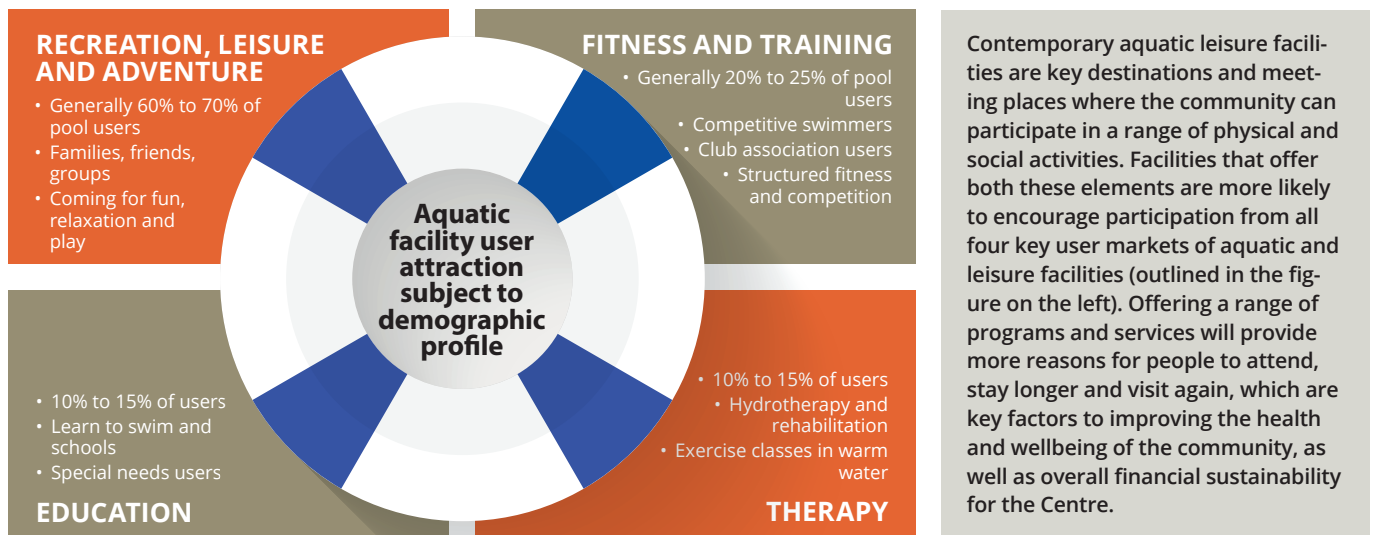 RECREATION, LEISURE
AND ADVENTURE
• Generally 60% to 70% of
pool users
• Families, friends,
groups
• Coming for fun,
relaxation and
play
FITNESS AND TRAINING
• Generally 20% to 25% of pool
users
• Competitive swimmers
• Club association users
• Structured fitness
and competition
Aquatic
facility user
attraction
subject to
demographic
profile
• 10% to 15% of users
• Learn to swim and
schools
• Special needs users
EDUCATION
• 10% to 15% of users
• Hydrotherapy and
rehabilitation
• Exercise classes in warm
water
THERAPY
Contemporary aquatic leisure facili-
ties are key destinations and meet-
ing places where the community can
participate in a range of physical and
social activities. Facilities that offer
both these elements are more likely
to encourage participation from all
four key user markets of aquatic and
leisure facilities (outlined in the fig-
ure on the left). Offering a range of
programs and services will provide
more reasons for people to attend,
stay longer and visit again, which are
key factors to improving the health
and wellbeing of the community, as
well as overall financial sustainability
for the Centre.